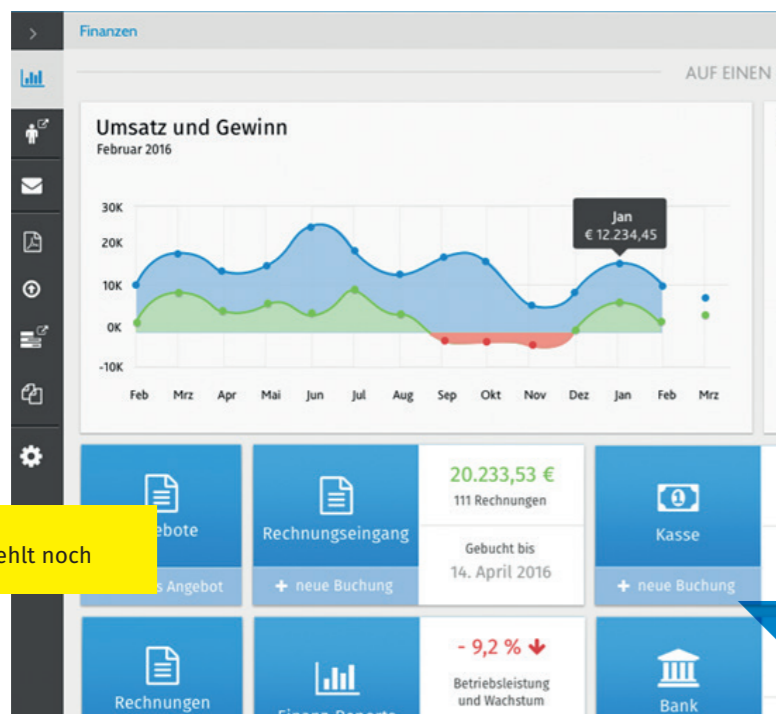 Finanzen
AUF EINEN
Umsatz und Gewinn
Februar 2016
30K
20K
10K
0K
-10K
Jan
€ 12.234,45
Feb Mrz Apr Mai Jun Jul Aug Sep Okt Nov Dez Jan Feb Mrz
ebote
ehlt noch
s Angebot
Rechnungseingang
+ neue Buchung
20.233,53 €
111 Rechnungen
Gebucht bis
14. April 2016
Kasse
+ neue Buchung
Rechnungen
- 9,2 %
Betriebsleistung
und Wachstum
Bank